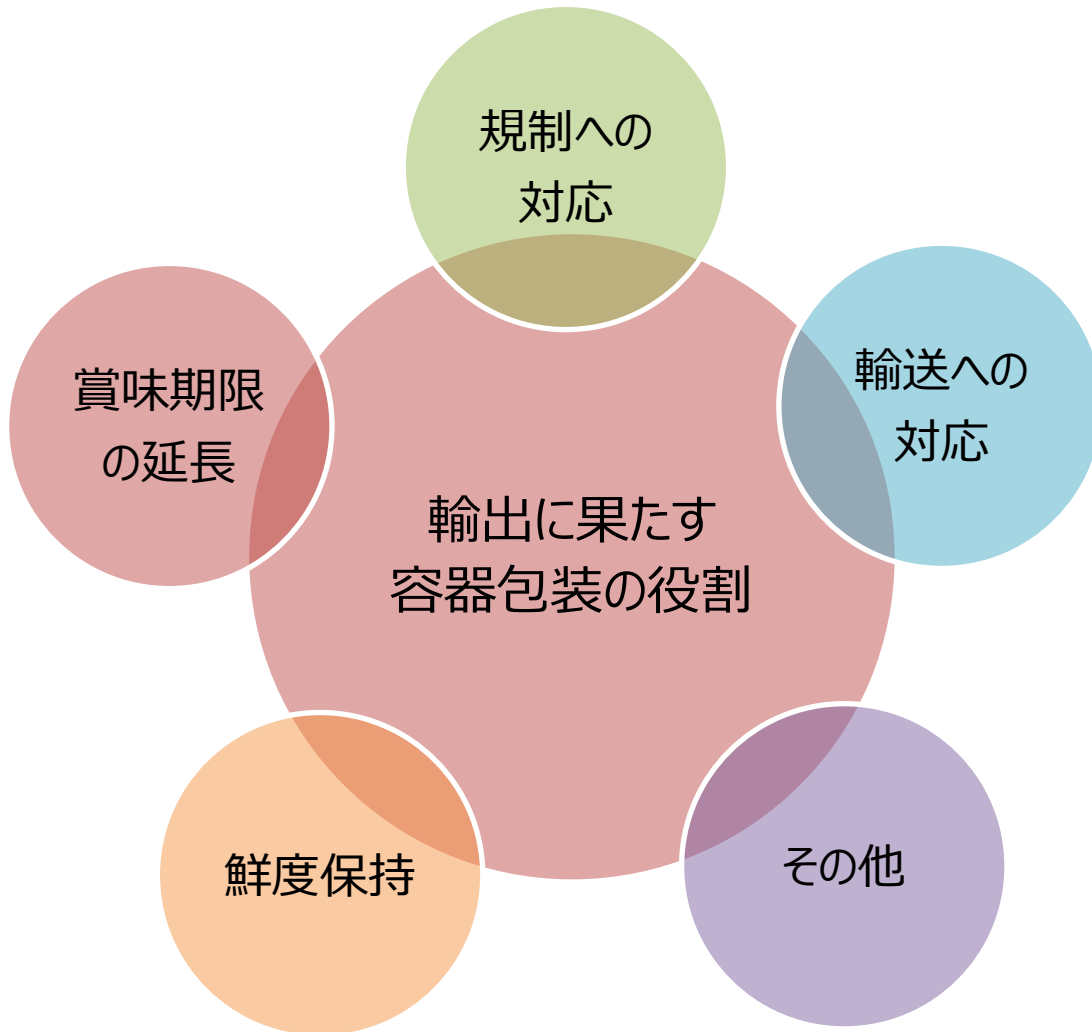 規制への
対応
輸送への
対応
賞味期限
の延長
輸出に果たす
容器包装の役割
鮮度保持
その他